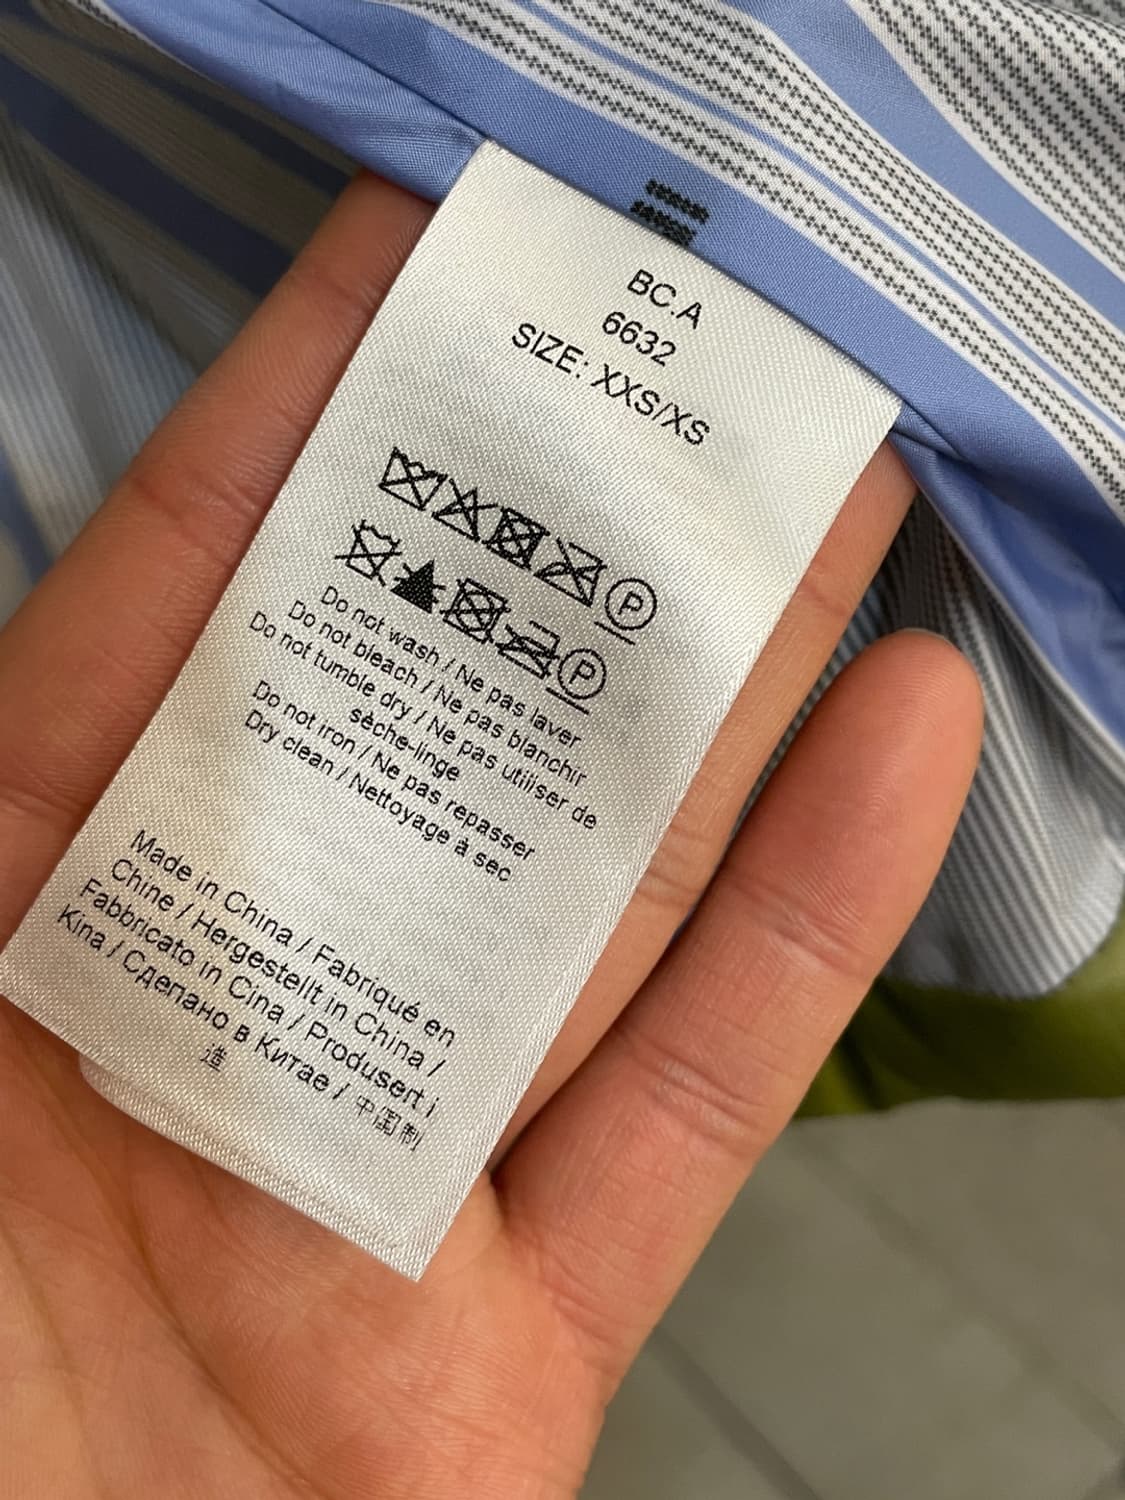 BC.A
6632
SIZE: XXS/XS
P
P
Do not wash / Ne pas laver
Do not bleach / Ne pas blanchir
Do not tumble dry / Ne pas utiliser de
sèche-linge
Do not iron / Ne pas repasser
Dry clean / Nettoyage à sec
Made in China / Fabriqué en
Chine / Hergestellt in China /
Fabbricato in Cina / Produsert i
Kina / Сделано в Китае / 中国制
造